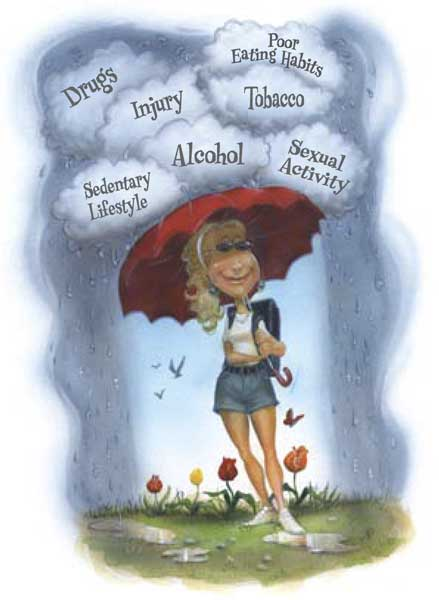 Poor
Eating Habits
Drugs
Injury
Tobacco
Alcohol
Sexual
Activity
Sedentary
Lifestyle